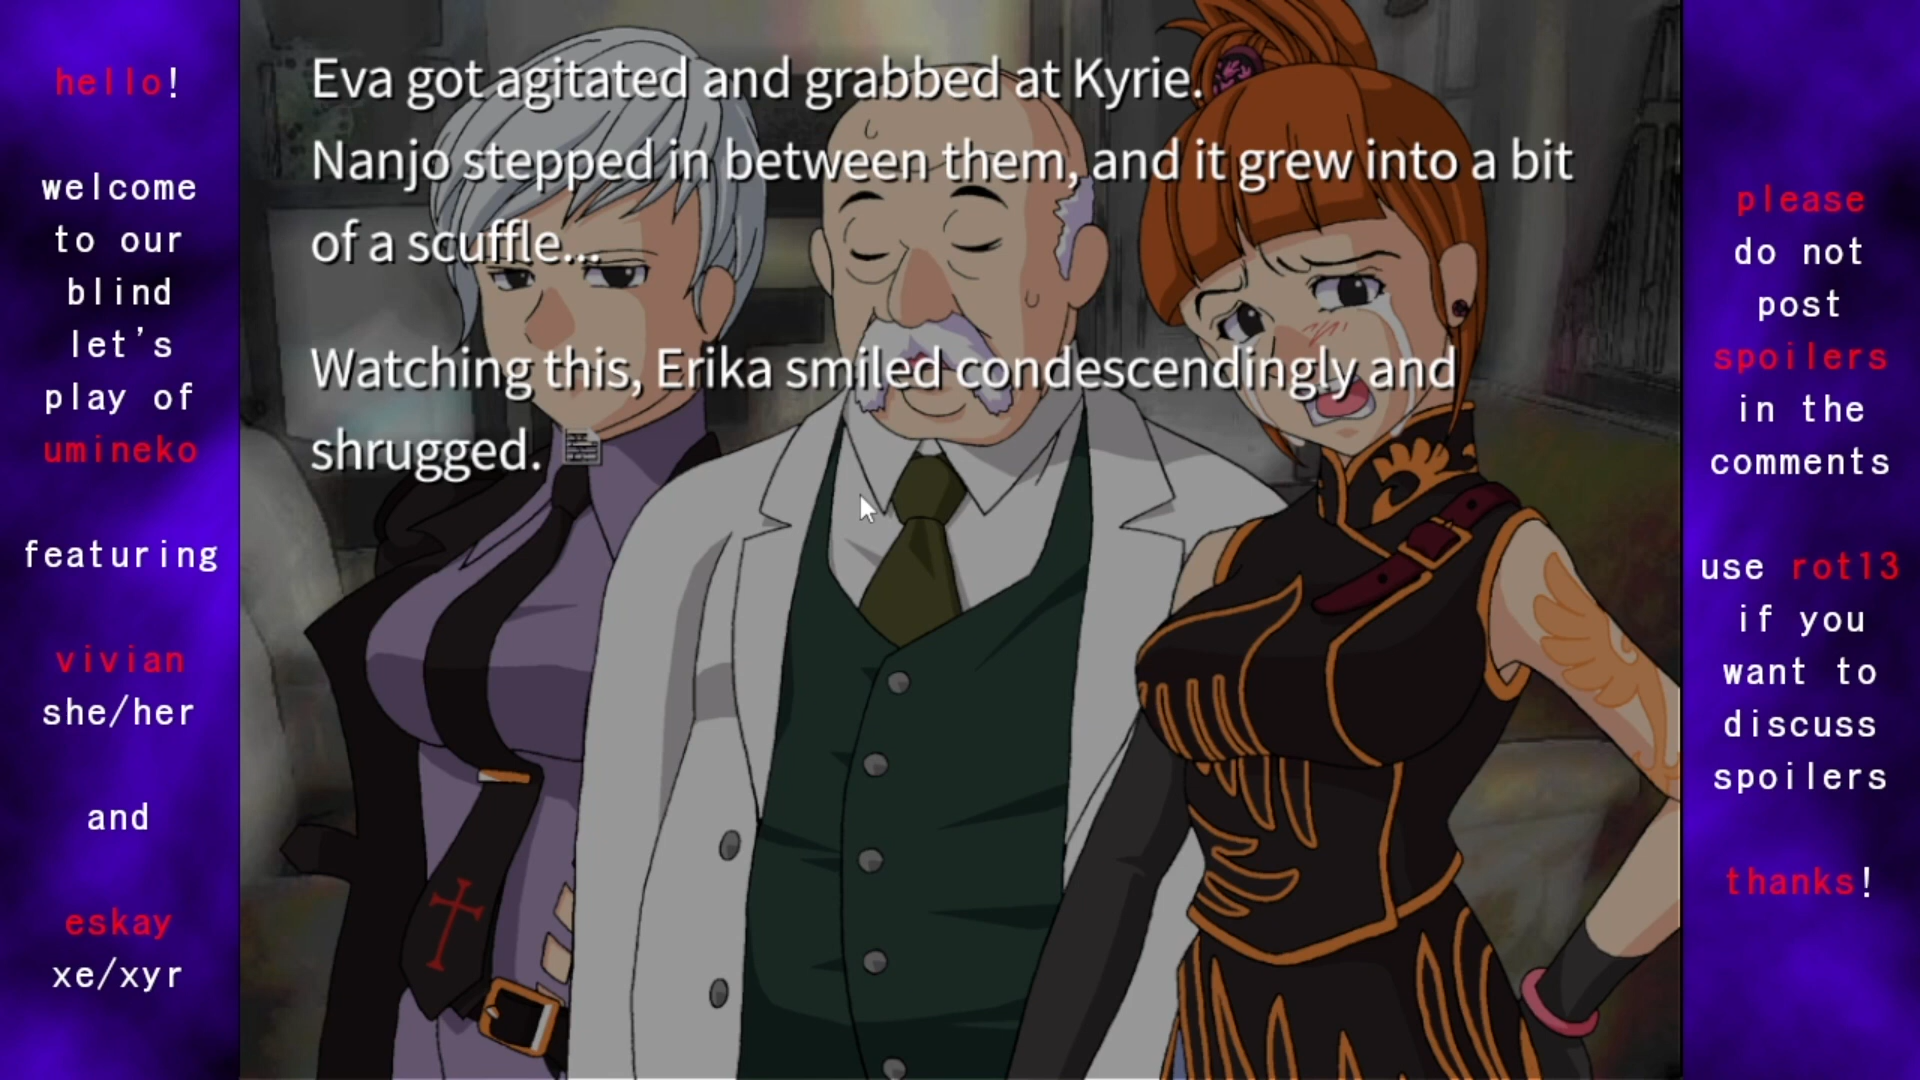 hello!
welcome
to our
blind
let's
play of
umineko
featuring
vivian
she/her
and
eskay
xe/xyr
Eva got agitated and grabbed at Kyrie.
Nanjo stepped in between them, and it grew into a bit
of a scuffle...
Watching this, Erika smiled condescendingly and
shrugged.
please
do not
post
spoilers
in the
comments
use rot13
if you
want to
discuss
spoilers
thanks!